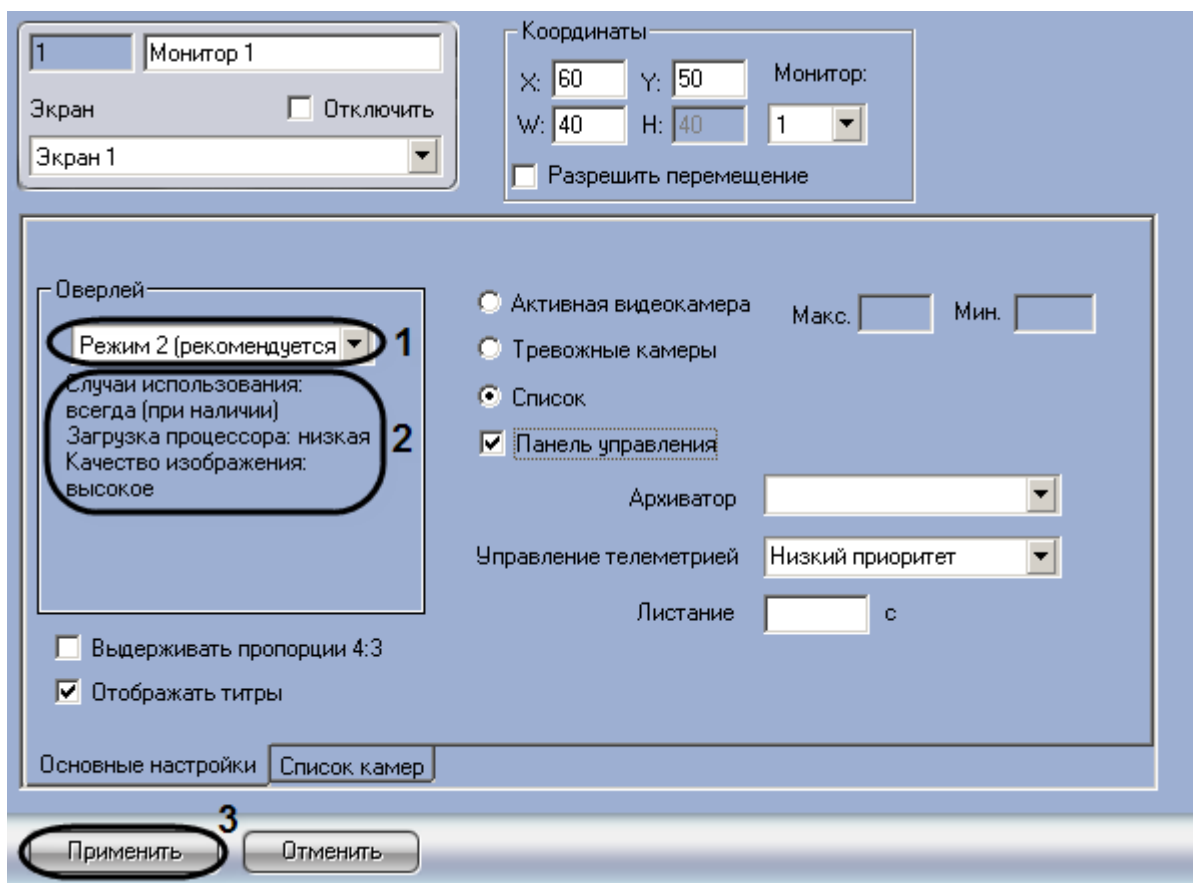 1 Монитор 1
Экран Отключить
Экран 1
Координаты
X: 60 Y: 50 Монитор:
W: 40 H: 40 1
Разрешить перемещение
Оверлей
Режим 2 (рекомендуется 1
Случаи использования:
всегда (при наличии)
Загрузка процессора: низкая
Качество изображения:
высокое
2
Выдерживать пропорции 4:3
Отображать титры
Активная видеокамера Макс. Мин.
Тревожные камеры
Список
Панель управления
Архиватор
Управление телеметрией Низкий приоритет
Листание с
Основные настройки Список камер
3
Применить Отменить